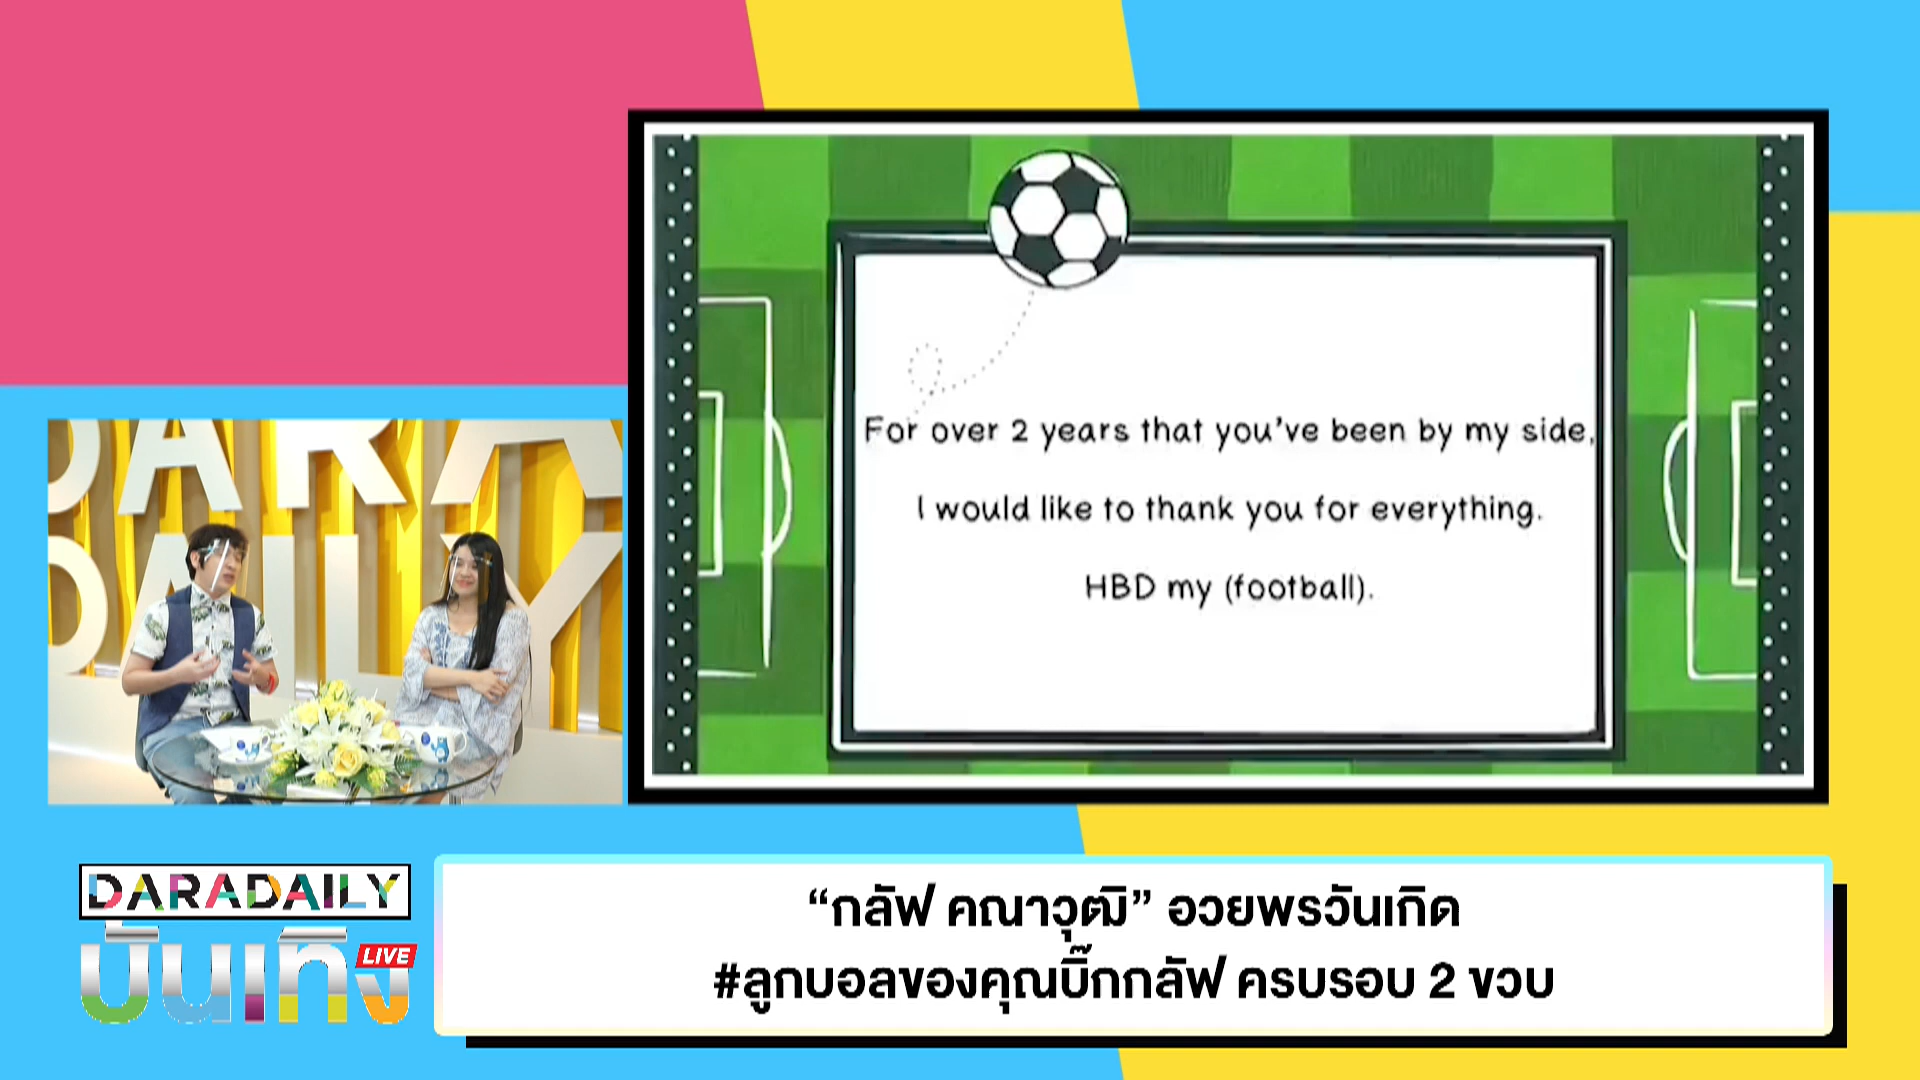 For over 2 years that you've been by my side,
I would like to thank you for everything.
HBD my (football).
DARA
DAILY
DARADAILY
บันเทิง
LIVE
“กลัฟ คณาวุฒิ” อวยพรวันเกิด
#ลูกบอลของคุณบิ๊กกลัฟ ครบรอบ 2 ขวบ